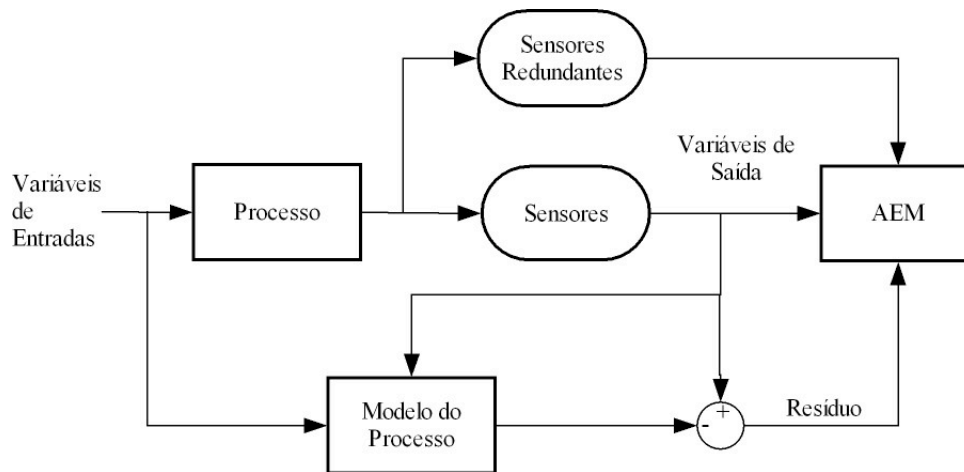 Sensores
Redundantes
Variáveis de
Saída
Variáveis
de
Entradas
Processo
Sensores
AEM
Modelo do
Processo
- +
Resíduo